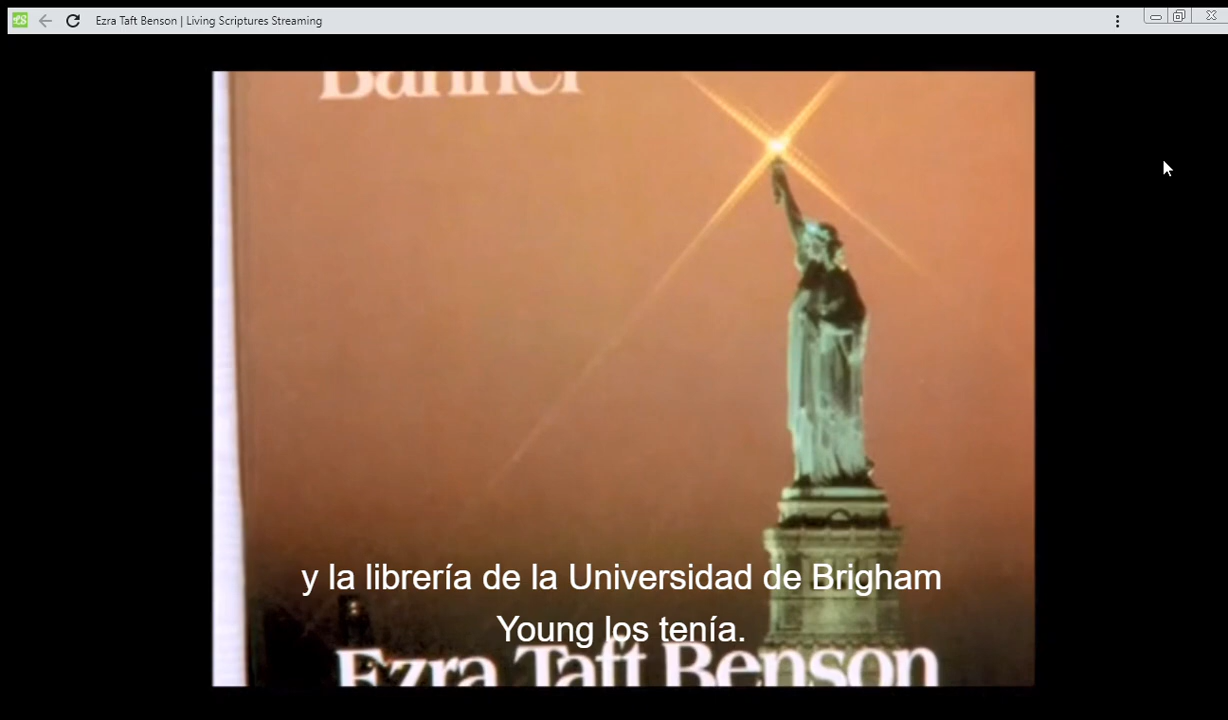 Ezra Taft Benson | Living Scriptures Streaming
Banner
y la librería de la Universidad de Brigham
Young los tenía.
Ezra Taft Benson